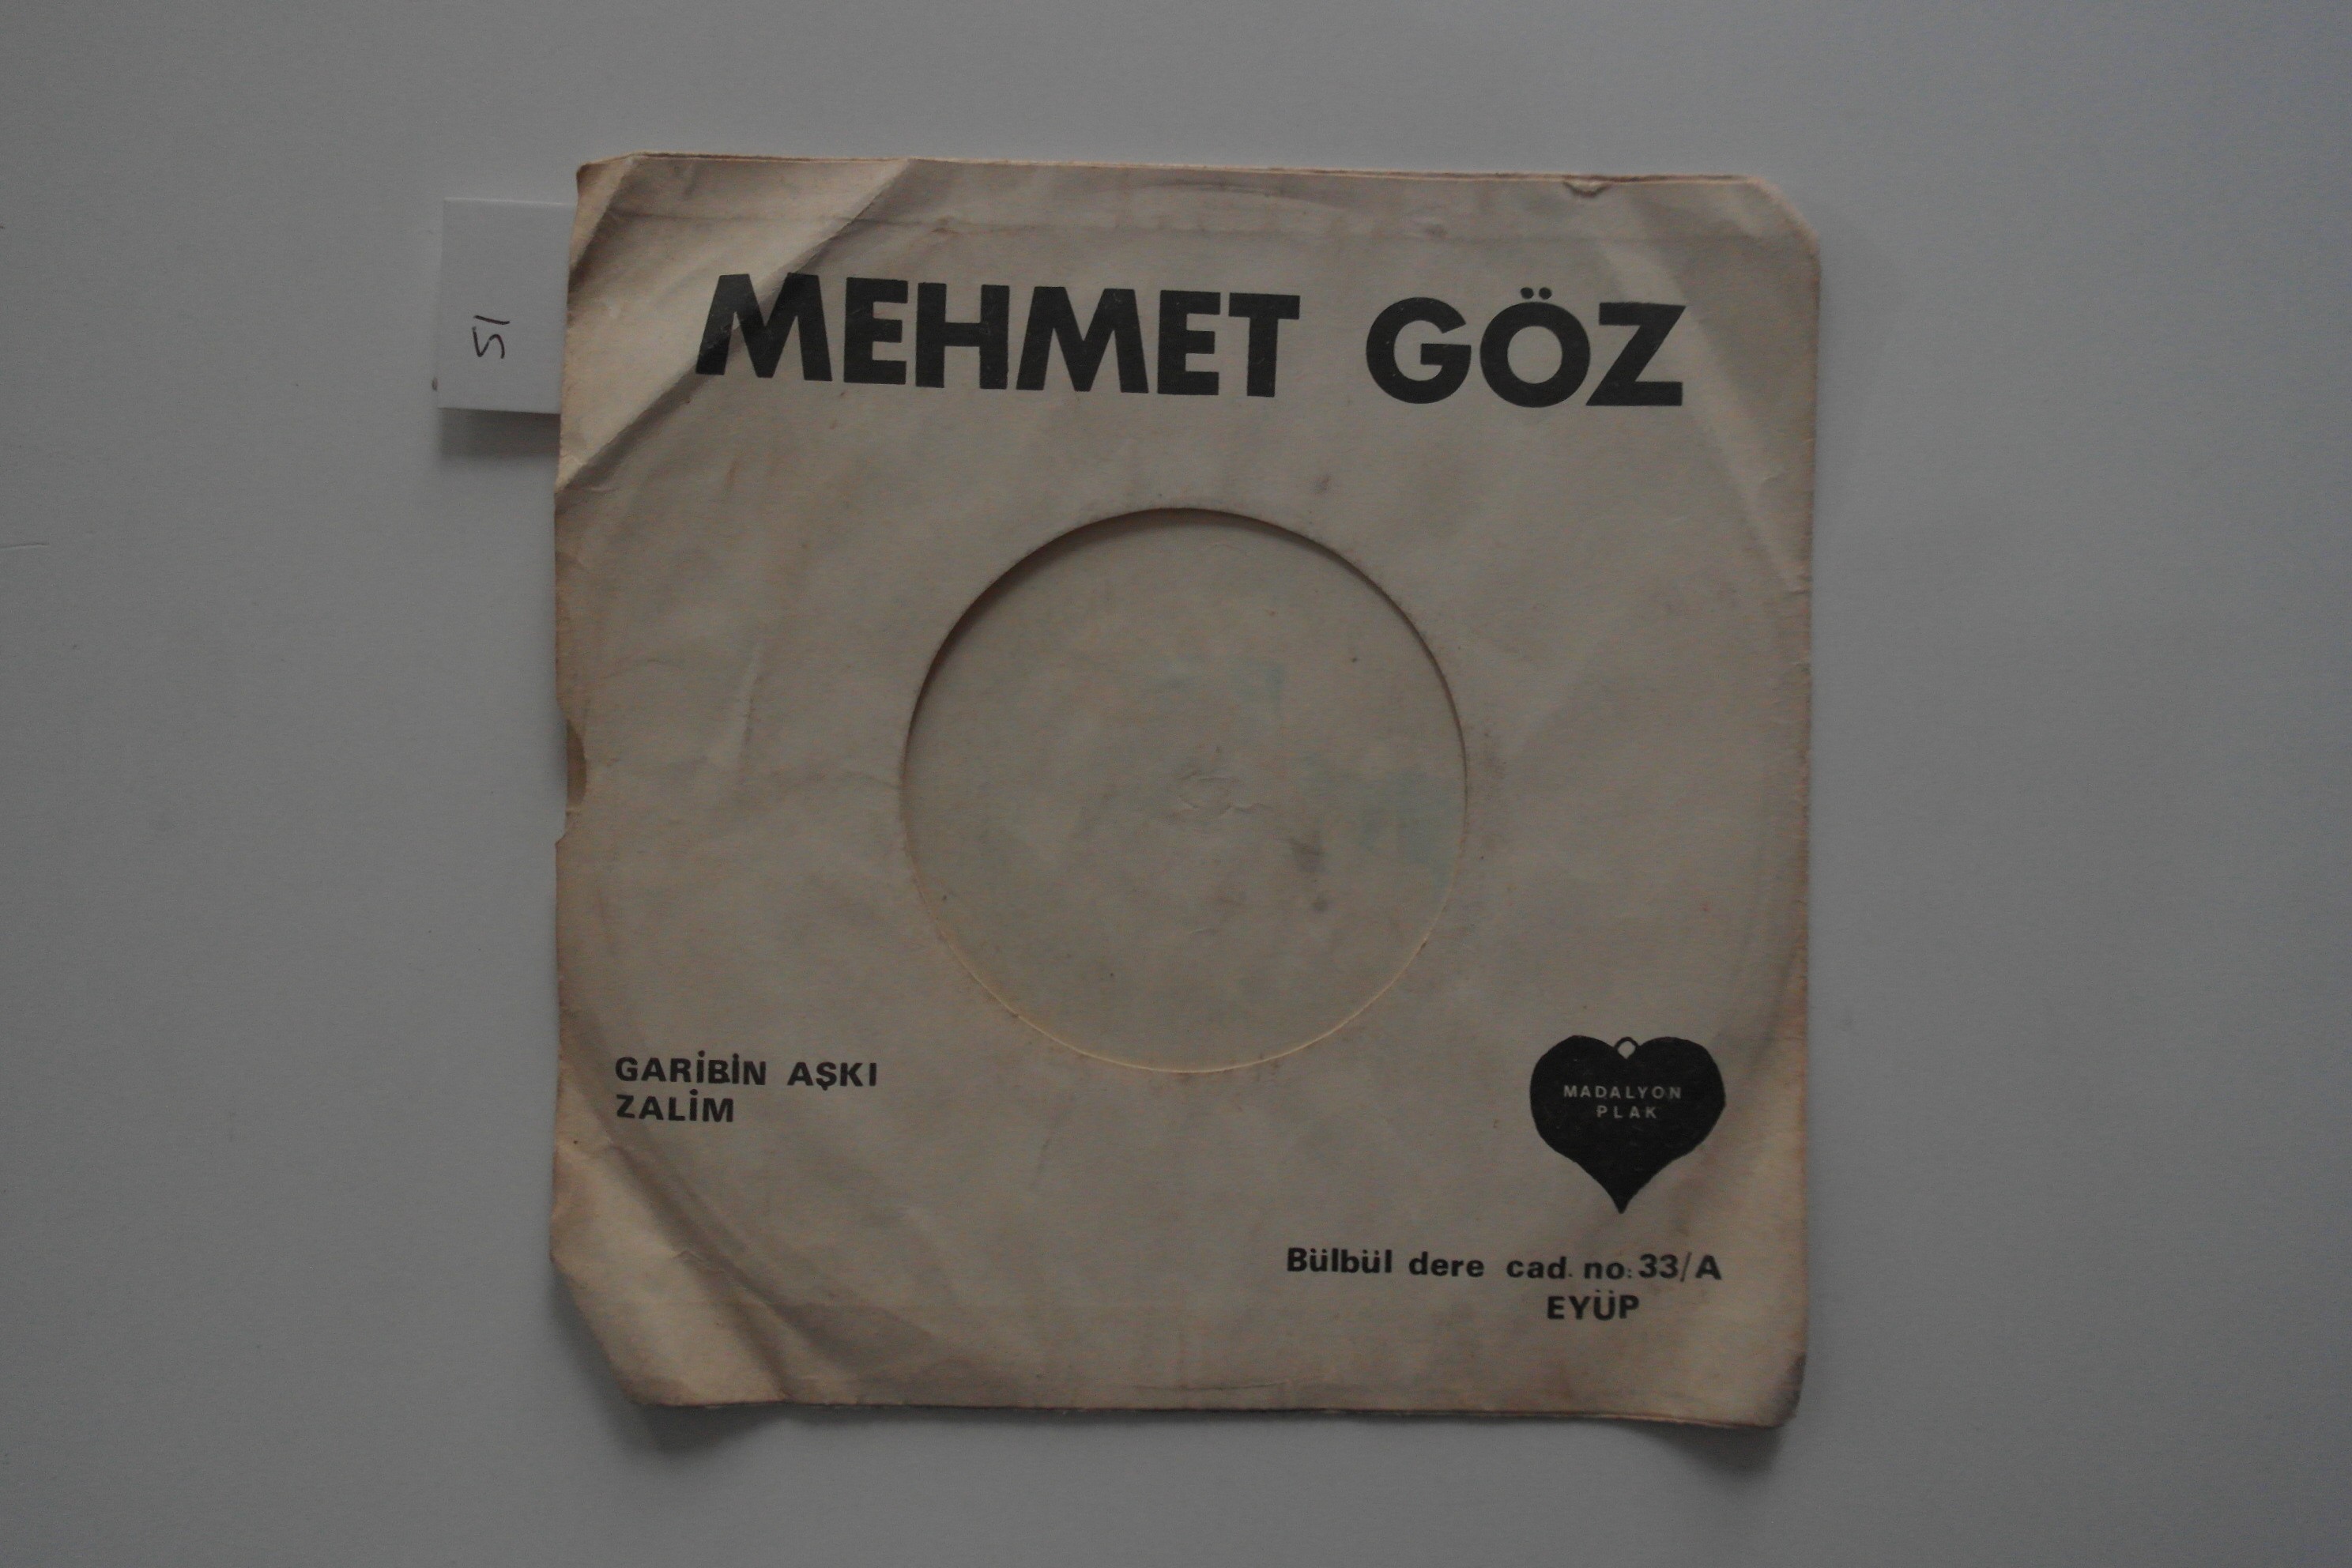 51
MEHMET GÖZ
GARİBİN AŞKI
ZALİM
MADALYON
PLAK
Bülbül dere cad. no: 33/A
EYÜP